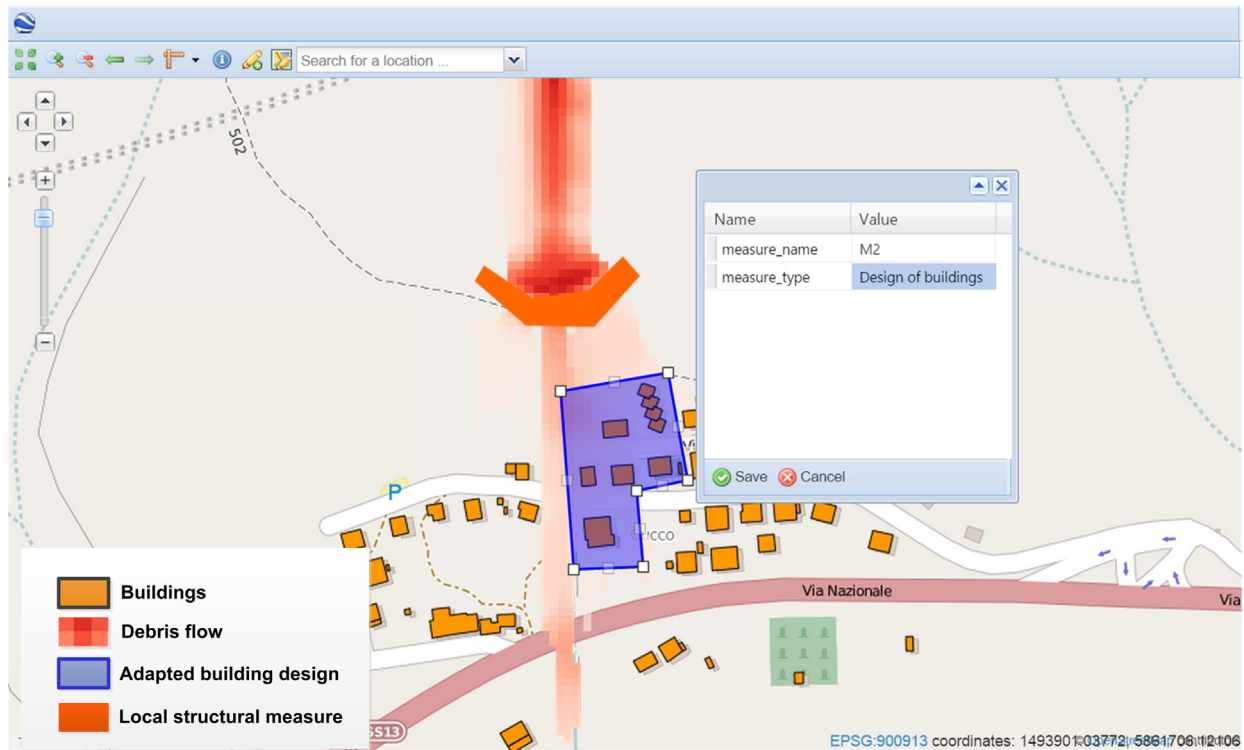 Search for a location ...
502
Name Value
measure_name M2
measure_type Design of buildings
Save Cancel
P
Vi
Via Nazionale
Via
SS13
Buildings
Debris flow
Adapted building design
Local structural measure
EPSG:900913 coordinates: